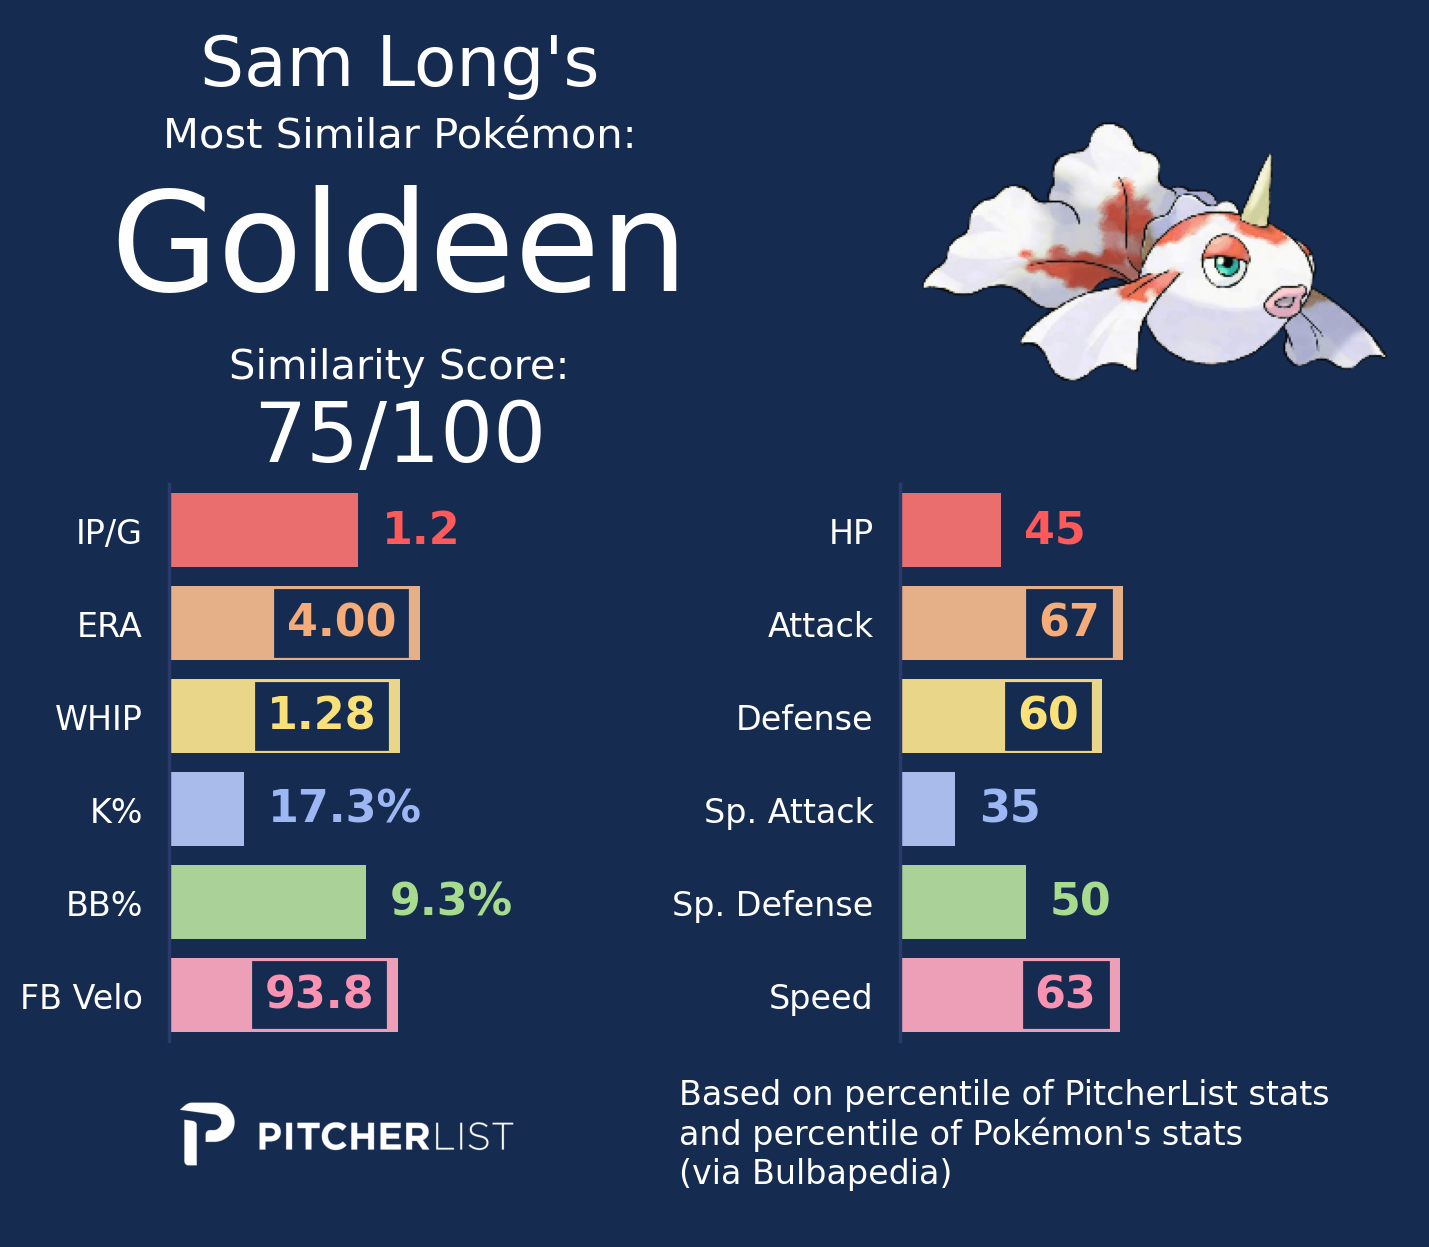 Sam Long's
Most Similar Pokémon:
Goldeen
Similarity Score:
75/100
IP/G 1.2
ERA 4.00
WHIP 1.28
K% 17.3%
BB% 9.3%
FB Velo 93.8
HP 45
Attack 67
Defense 60
Sp. Attack 35
Sp. Defense 50
Speed 63
PITCHERLIST
Based on percentile of PitcherList stats
and percentile of Pokémon's stats
(via Bulbapedia)